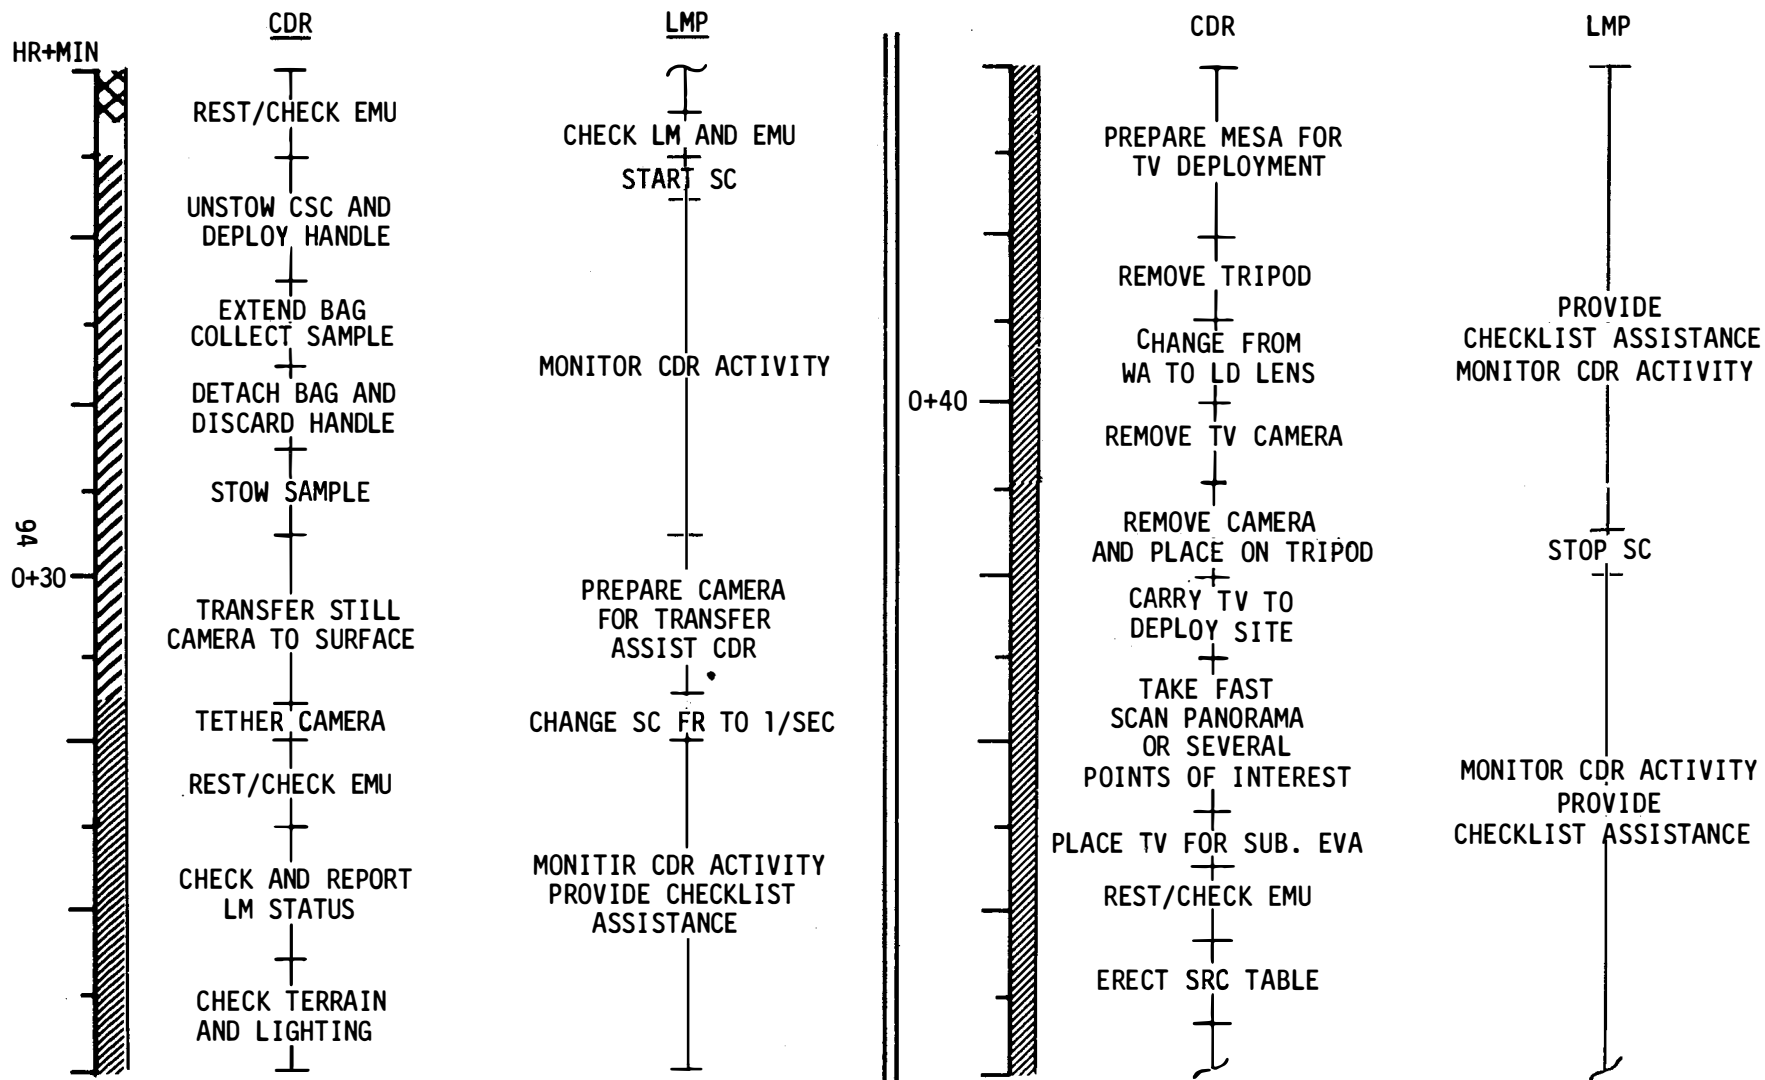 CDR
LMP
HR+MIN
REST/CHECK EMU
CHECK LM AND EMU
START SC
UNSTOW CSC AND
DEPLOY HANDLE
EXTEND BAG
COLLECT SAMPLE
MONITOR CDR ACTIVITY
DETACH BAG AND
DISCARD HANDLE
STOW SAMPLE
94
0+30
PREPARE CAMERA
FOR TRANSFER
ASSIST CDR
TRANSFER STILL
CAMERA TO SURFACE
TETHER CAMERA
CHANGE SC FR TO 1/SEC
REST/CHECK EMU
MONITIR CDR ACTIVITY
PROVIDE CHECKLIST
ASSISTANCE
CHECK AND REPORT
LM STATUS
CHECK TERRAIN
AND LIGHTING
CDR
LMP
PREPARE MESA FOR
TV DEPLOYMENT
REMOVE TRIPOD
PROVIDE
CHECKLIST ASSISTANCE
MONITOR CDR ACTIVITY
CHANGE FROM
WA TO LD LENS
0+40
REMOVE TV CAMERA
REMOVE CAMERA
AND PLACE ON TRIPOD
STOP SC
CARRY TV TO
DEPLOY SITE
TAKE FAST
SCAN PANORAMA
OR SEVERAL
POINTS OF INTEREST
MONITOR CDR ACTIVITY
PROVIDE
CHECKLIST ASSISTANCE
PLACE TV FOR SUB. EVA
REST/CHECK EMU
ERECT SRC TABLE